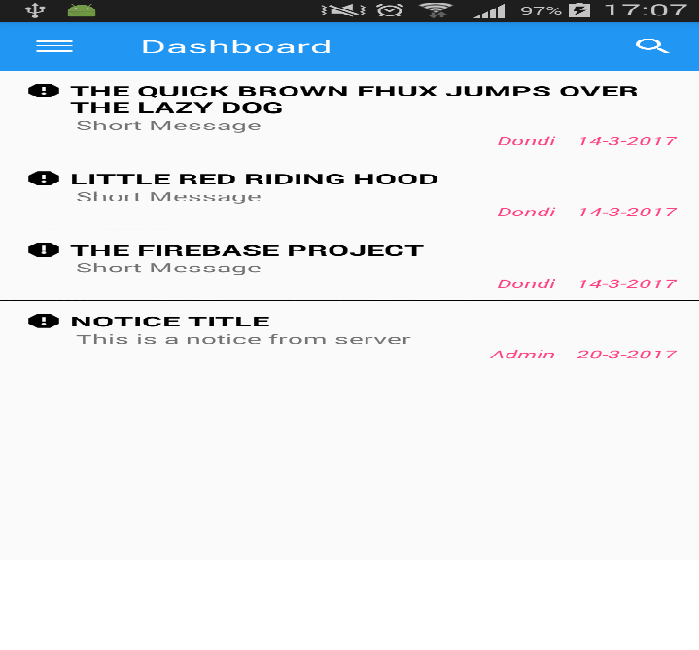 97% 17:07
Dashboard
THE QUICK BROWN FHUX JUMPS OVER
THE LAZY DOG
Short Message
Dondi 14-3-2017
LITTLE RED RIDING HOOD
Short Message
Dondi 14-3-2017
THE FIREBASE PROJECT
Short Message
Dondi 14-3-2017
NOTICE TITLE
This is a notice from server
Admin 20-3-2017